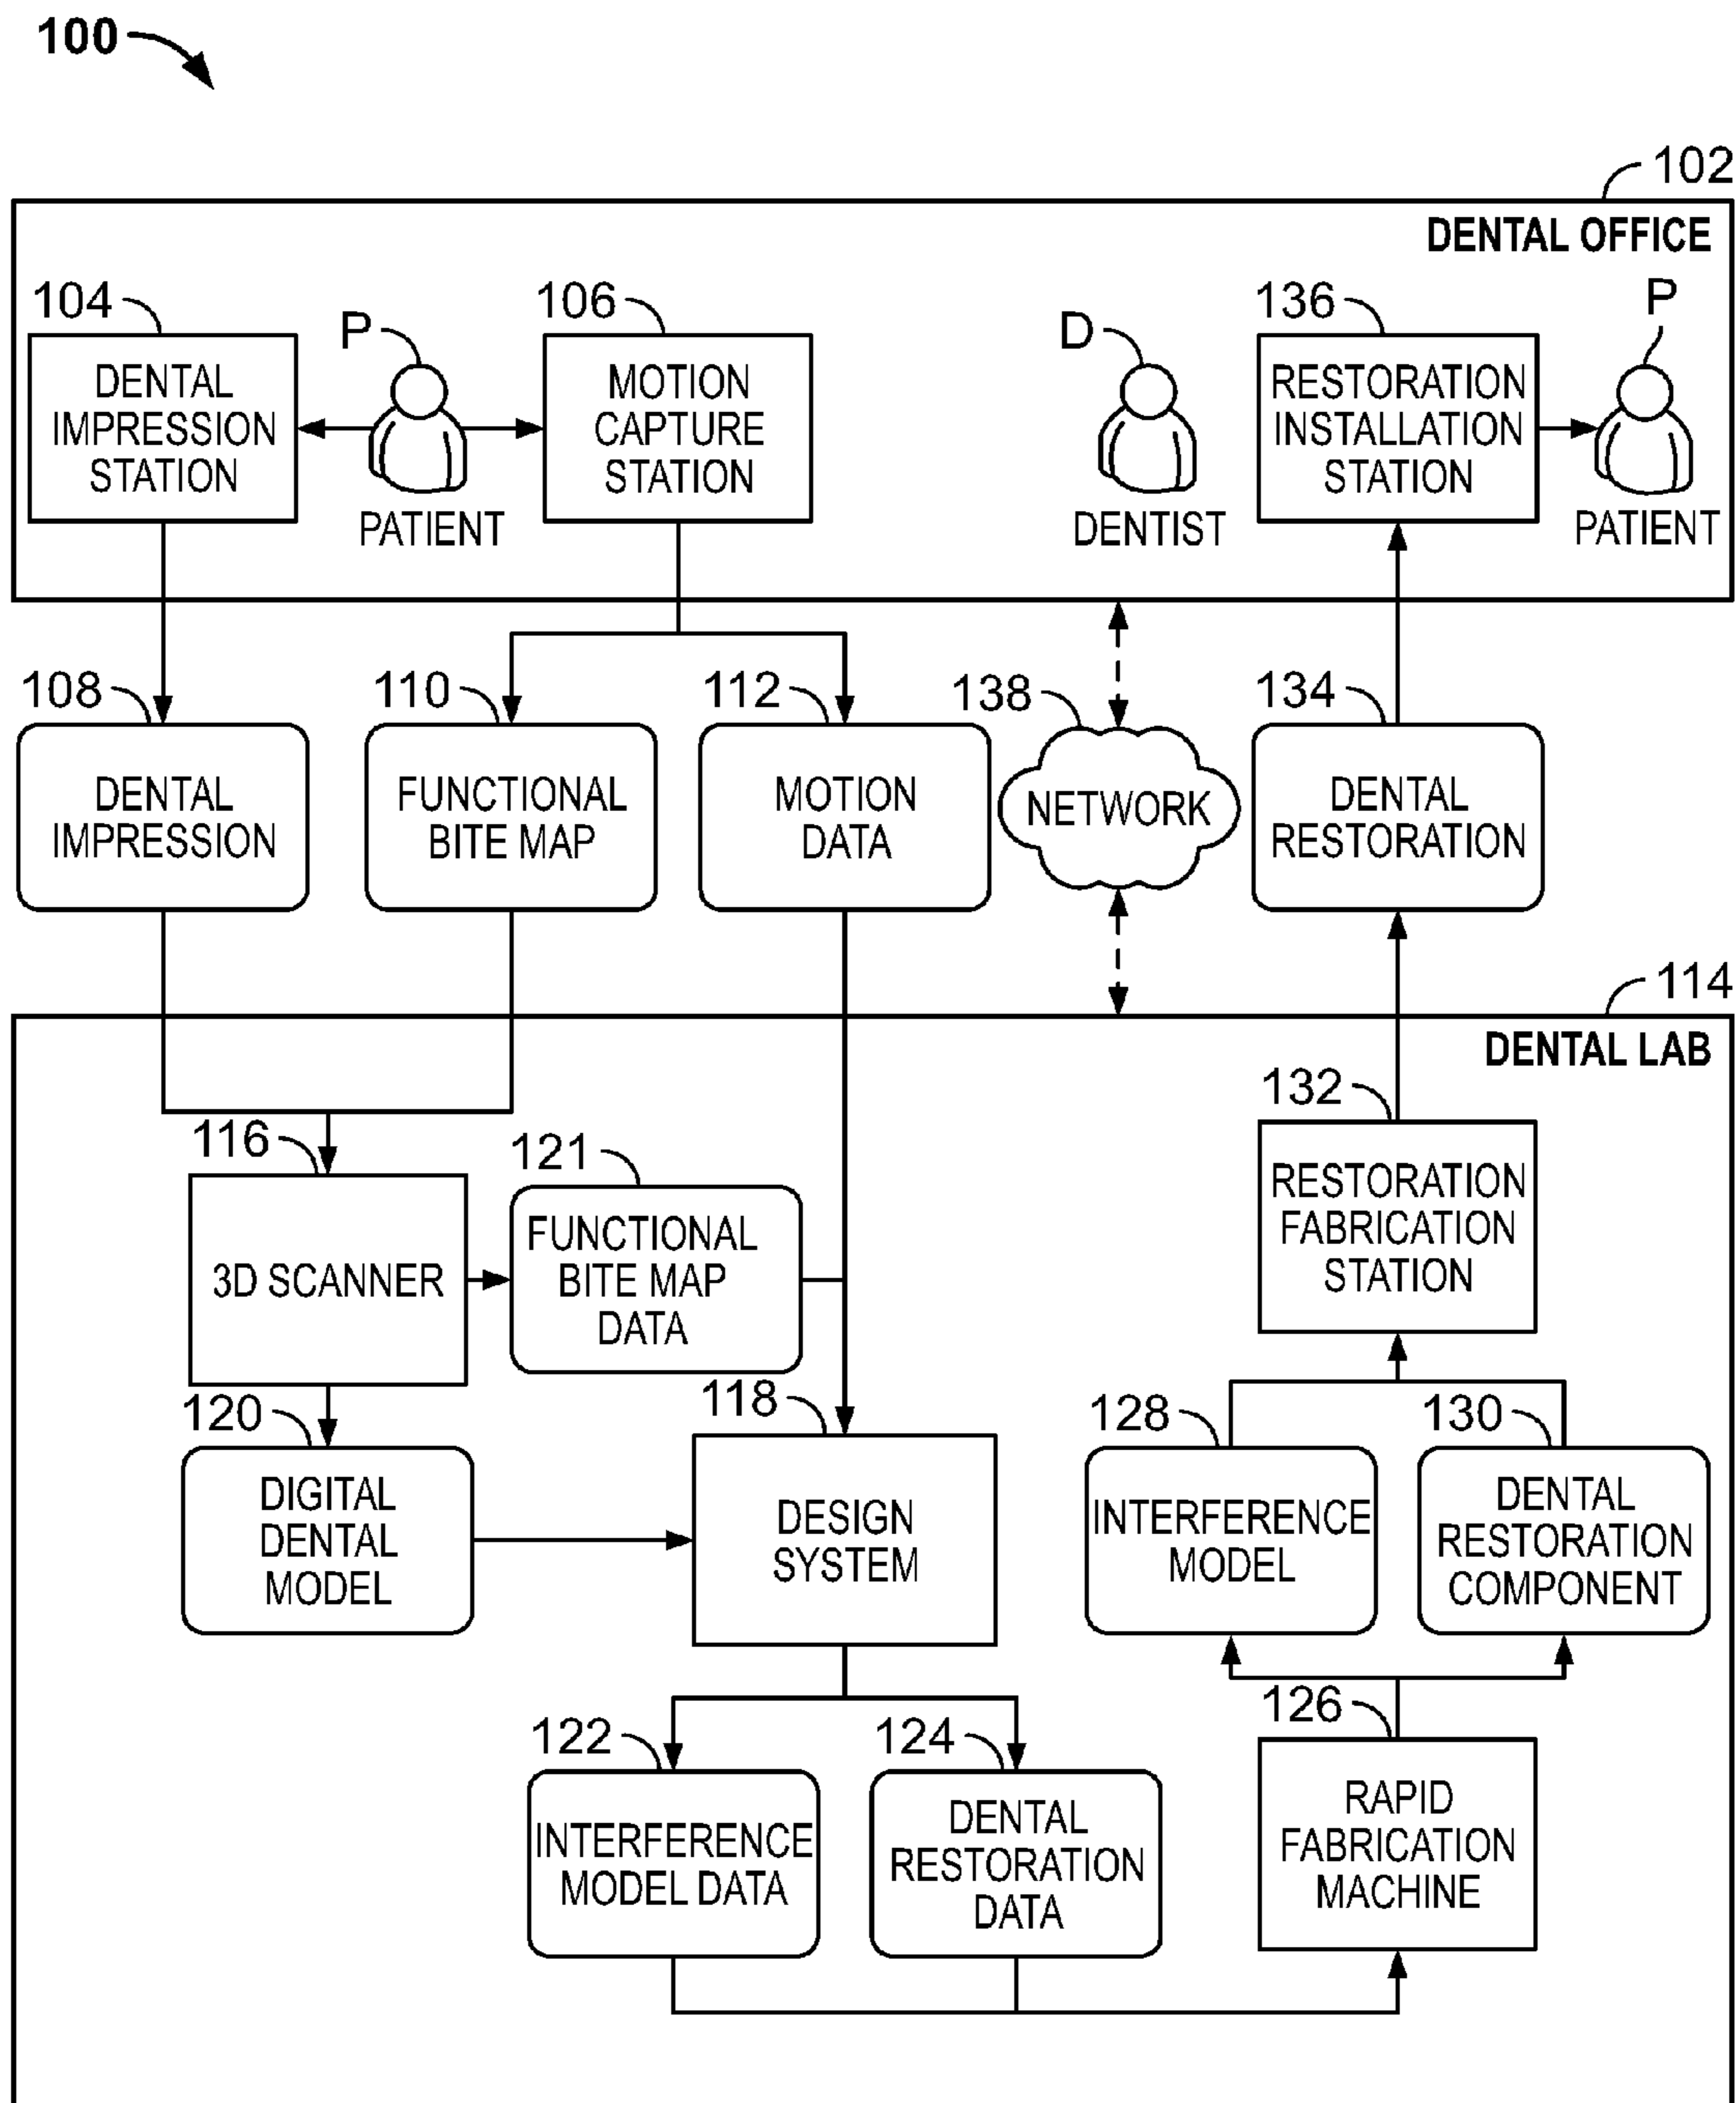 100
102
DENTAL OFFICE
104
P
106
D
136
P
DENTAL
IMPRESSION
STATION
PATIENT
MOTION
CAPTURE
STATION
DENTIST
RESTORATION
INSTALLATION
STATION
PATIENT
108
110
112
138
134
DENTAL
IMPRESSION
FUNCTIONAL
BITE MAP
MOTION
DATA
NETWORK
DENTAL
RESTORATION
114
DENTAL LAB
116
121
132
3D SCANNER
FUNCTIONAL
BITE MAP
DATA
RESTORATION
FABRICATION
STATION
120
118
128
130
DIGITAL
DENTAL
MODEL
DESIGN
SYSTEM
INTERFERENCE
MODEL
DENTAL
RESTORATION
COMPONENT
122
124
126
INTERFERENCE
MODEL DATA
DENTAL
RESTORATION
DATA
RAPID
FABRICATION
MACHINE